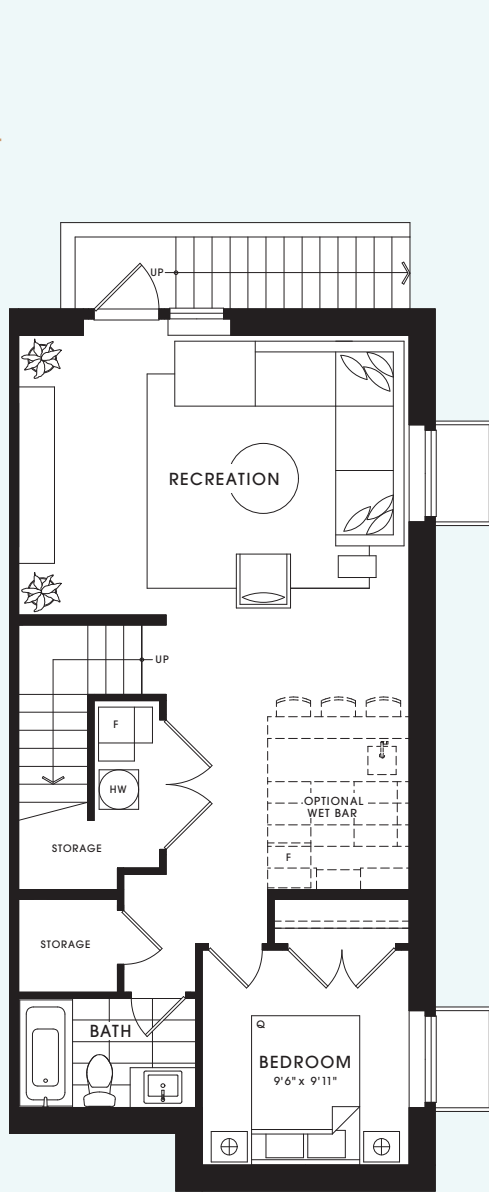 UP
RECREATION
UP
F
HW
OPTIONAL
WET BAR
STORAGE
F
STORAGE
Q
BATH
BEDROOM
9'6" x 9'11"